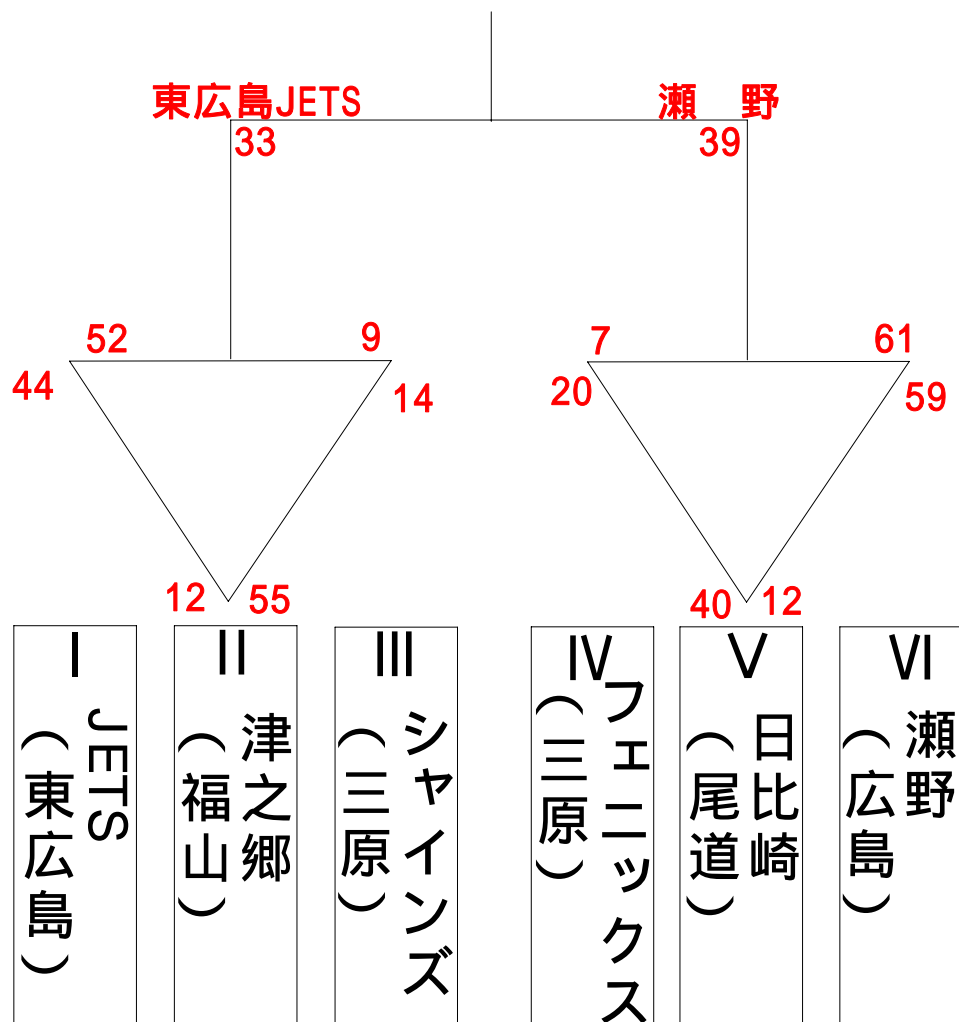 東広島JETS
瀬 野
33
39
52
9
7
61
44
14
20
59
12
55
40
12
Ⅰ
JETS
(東広島)
Ⅱ
津之郷
(福山)
Ⅲ
シャインズ
(三原)
Ⅳ
フェニックス
(三原)
Ⅴ
日比崎
(尾道)
Ⅵ
瀬野
(広島)